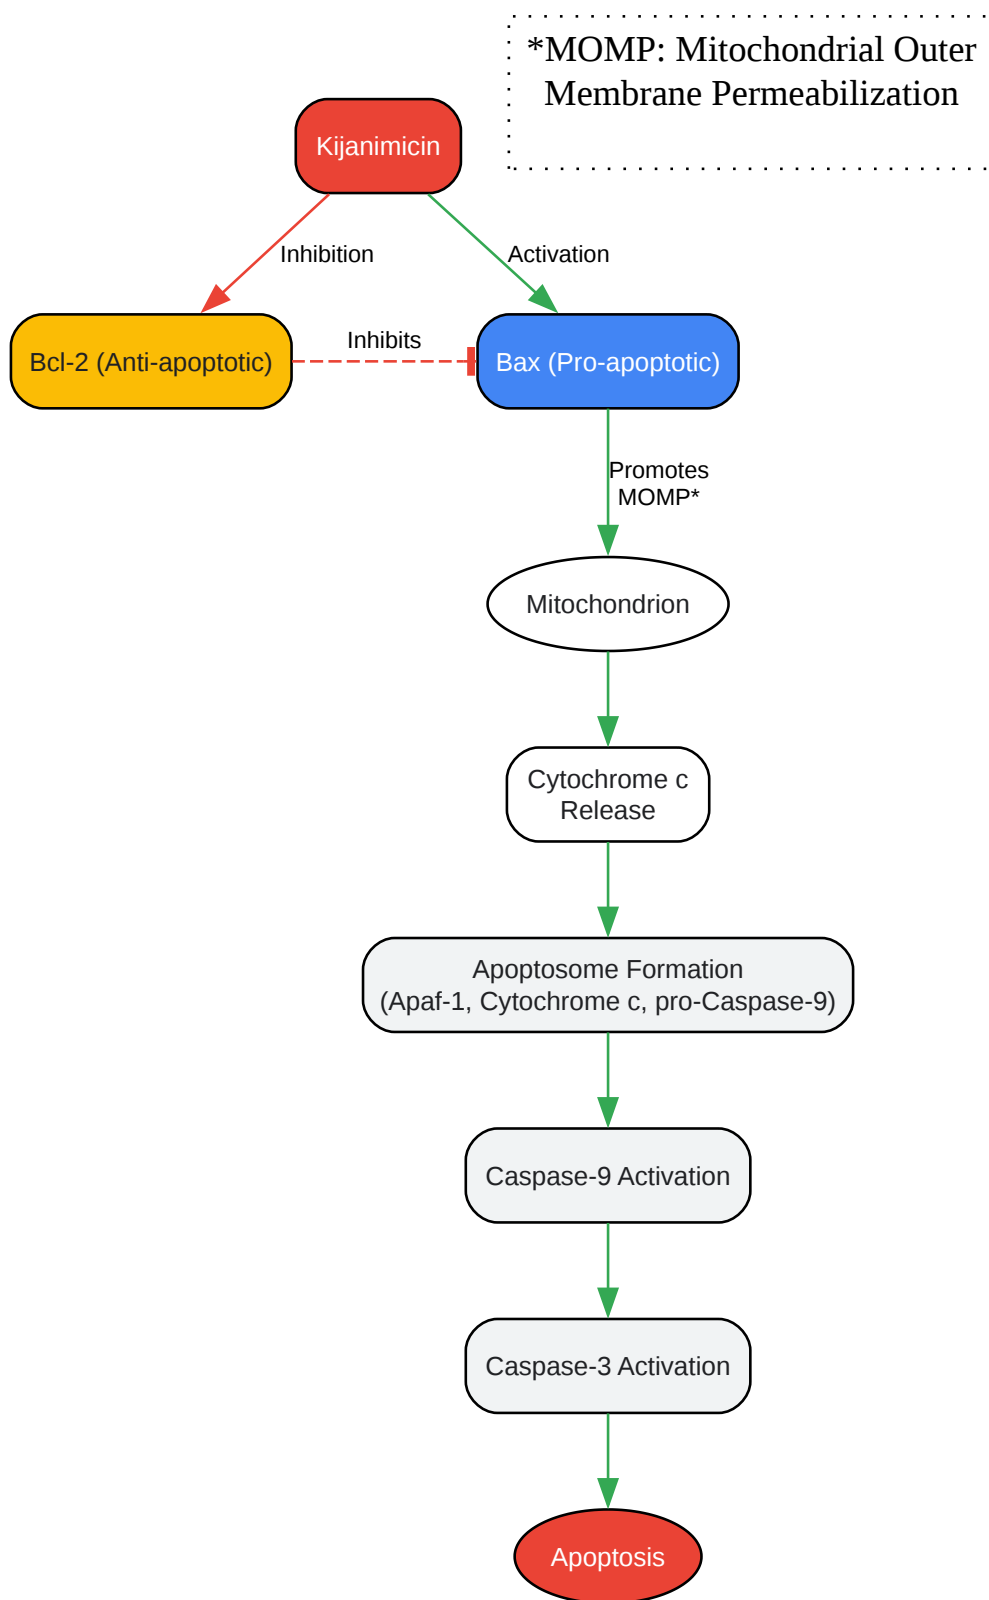 *MOMP: Mitochondrial Outer
Membrane Permeabilization
Kijanimicin
Inhibition
Activation
Bcl-2 (Anti-apoptotic)
Inhibits
Bax (Pro-apoptotic)
Promotes
MOMP*
Mitochondrion
Cytochrome c
Release
Apoptosome Formation
(Apaf-1, Cytochrome c, pro-Caspase-9)
Caspase-9 Activation
Caspase-3 Activation
Apoptosis